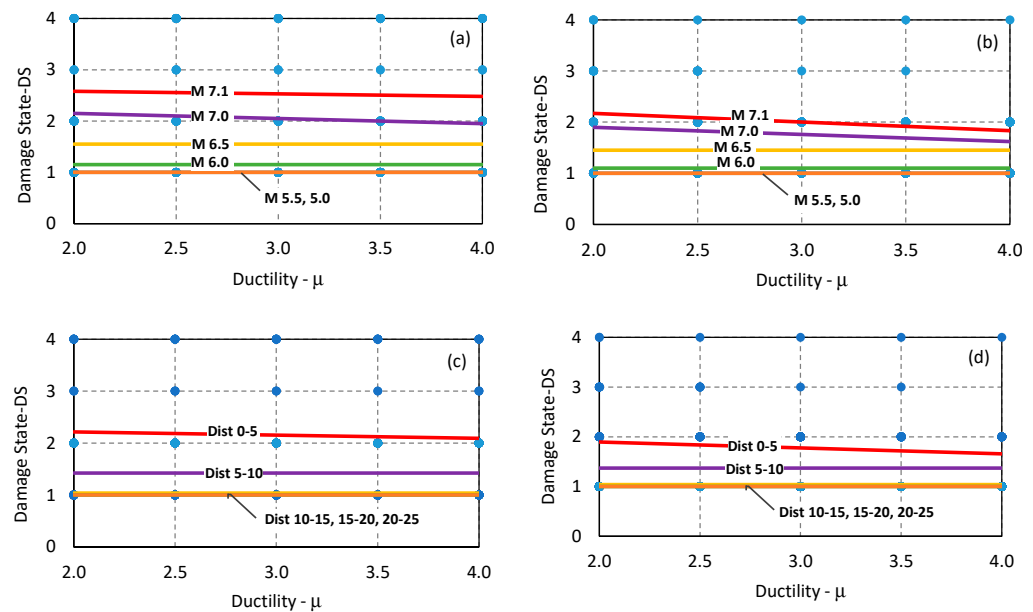 4
3
2
1
0
Damage State-DS
(a)
M 7.1
M 7.0
M 6.5
M 6.0
M 5.5, 5.0
2.0 2.5 3.0 3.5 4.0
Ductility - μ
4
3
2
1
0
Damage State-DS
(b)
M 7.1
M 7.0
M 6.5
M 6.0
M 5.5, 5.0
2.0 2.5 3.0 3.5 4.0
Ductility - μ
4
3
2
1
0
Damage State-DS
(c)
Dist 0-5
Dist 5-10
Dist 10-15, 15-20, 20-25
2.0 2.5 3.0 3.5 4.0
Ductility - μ
4
3
2
1
0
Damage State-DS
(d)
Dist 0-5
Dist 5-10
Dist 10-15, 15-20, 20-25
2.0 2.5 3.0 3.5 4.0
Ductility - μ